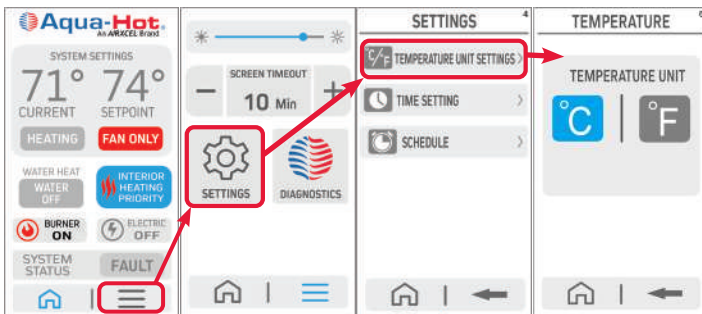 Aqua-Hot.
An AIRXCEL Brand
SYSTEM SETTINGS
71° 74°
CURRENT SETPOINT
HEATING FAN ONLY
WATER HEAT
WATER
OFF
INTERIOR
HEATING
PRIORITY
BURNER
ON
ELECTRIC
OFF
SYSTEM
STATUS
FAULT
SCREEN TIMEOUT
− 10 Min +
SETTINGS DIAGNOSTICS
SETTINGS 4
°C/°F TEMPERATURE UNIT SETTINGS >
TIME SETTING >
SCHEDULE >
TEMPERATURE
TEMPERATURE UNIT
°C | °F